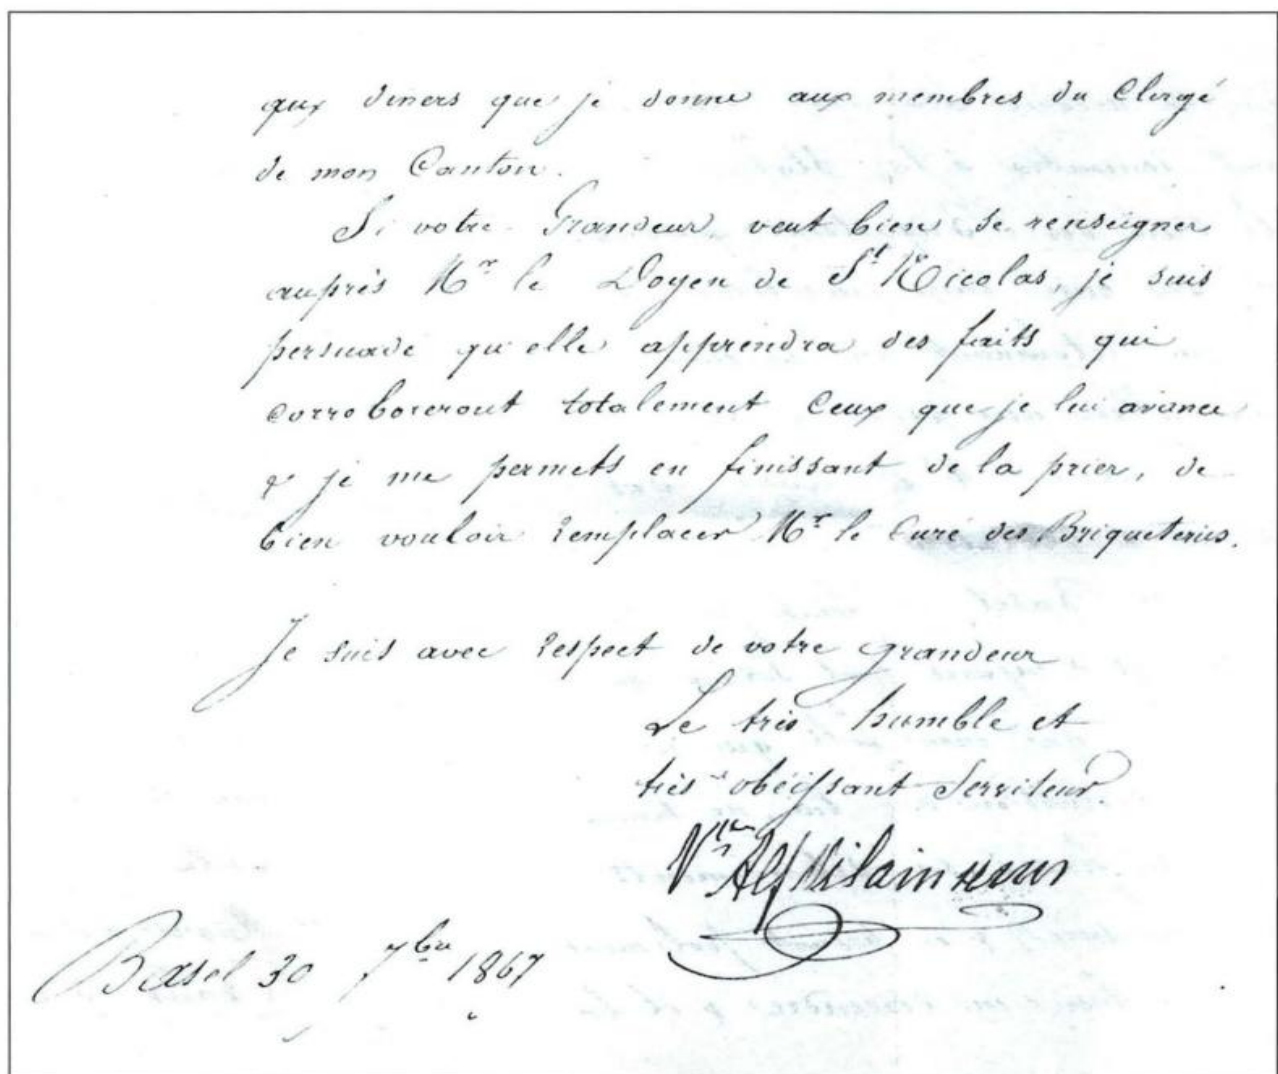 aux diners que je donne aux membres du Clergé
de mon Canton.
Si votre Grandeur veut bien se renseigner
auprès Mr le Doyen de St Nicolas, je suis
persuadé qu'elle apprendra des faits qui
corroboreront totalement ceux que je lui avance
& je me permets en finissant de la prier, de
bien vouloir remplacer Mr le Curé des Briqueteries.
Je suis avec respect de votre grandeur
Le très humble et
très obéissant Serviteur.
Vte Alf Vilain XIIII
Basel 30 7bre 1867